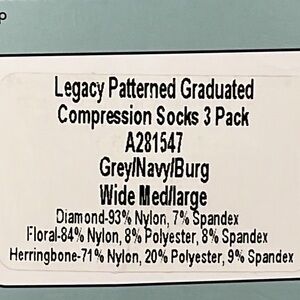 p
Legacy Patterned Graduated
Compression Socks 3 Pack
A281547
Grey/Navy/Burg
Wide Med/large
Diamond-93% Nylon, 7% Spandex
Floral-84% Nylon, 8% Polyester, 8% Spandex
Herringbone-71% Nylon, 20% Polyester, 9% Spandex